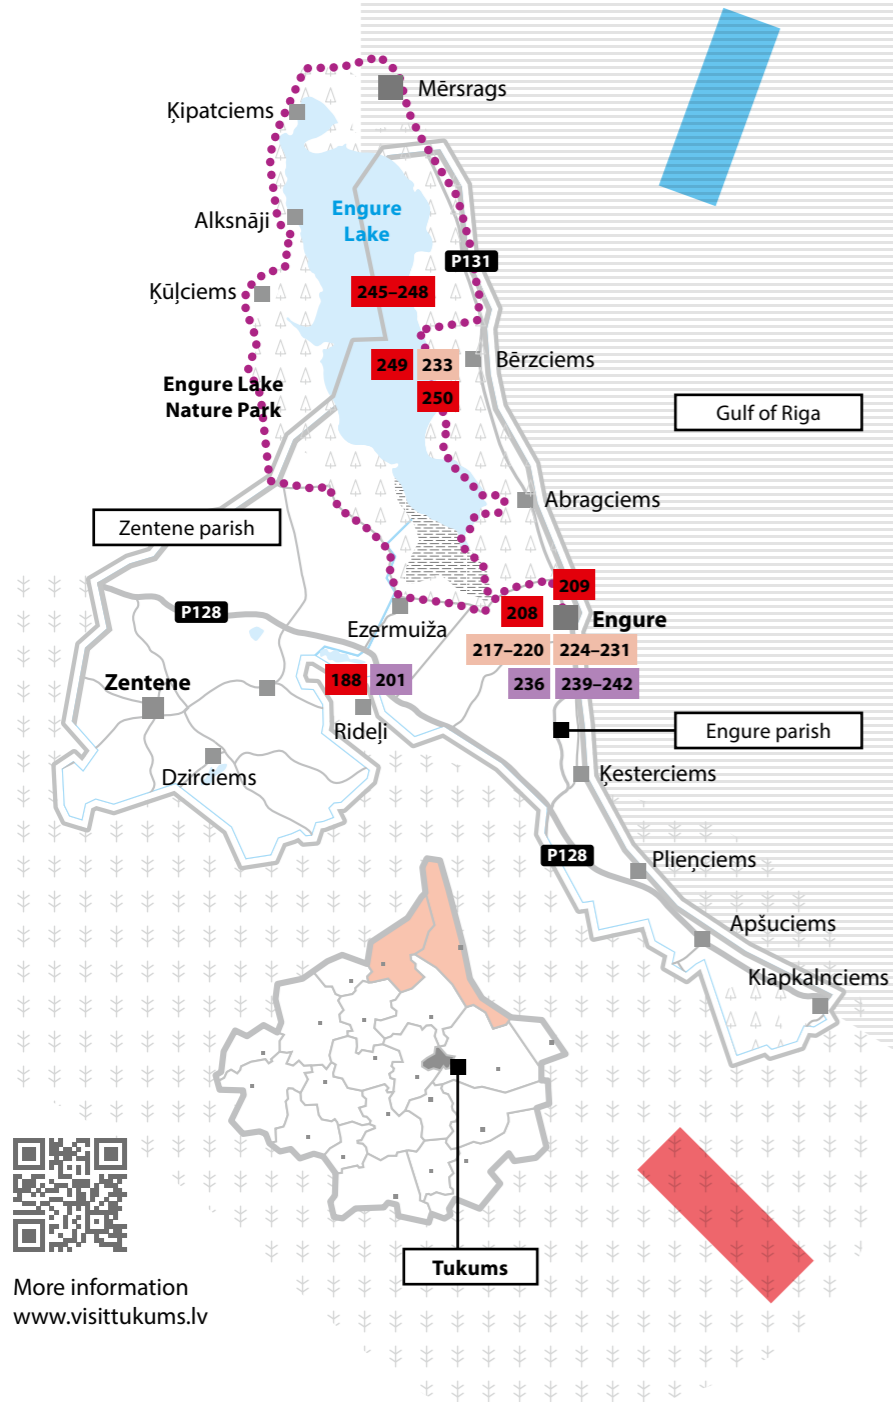 Mērsrags
Ķipatciems
Engure
Lake
Alksnāji
P131
Ķūļciems
245–248
Bērzciems
249
233
Engure Lake
Nature Park
250
Gulf of Riga
Abragciems
Zentene parish
209
P128
208
Engure
Ezermuiža
217–220
224–231
Zentene
188
201
236
239–242
Rideļi
Engure parish
Dzirciems
Ķesterciems
P128
Plieņciems
Apšuciems
Klapkalnciems
Tukums
More information
www.visittukums.lv